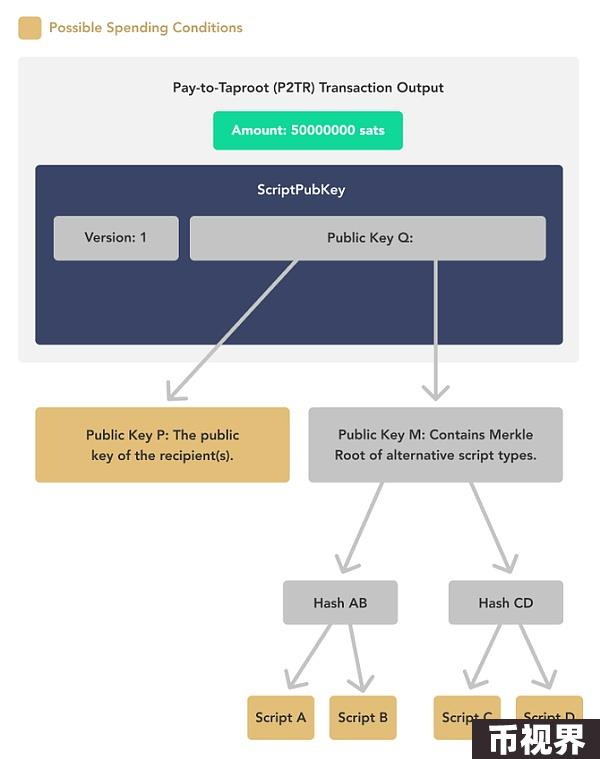 Possible Spending Conditions
Pay-to-Taproot (P2TR) Transaction Output
Amount: 50000000 sats
ScriptPubKey
Version: 1
Public Key Q:
Public Key P: The public
key of the recipient(s).
Public Key M: Contains Merkle
Root of alternative script types.
Hash AB
Hash CD
Script A
Script B
Script C
Script D
币视界